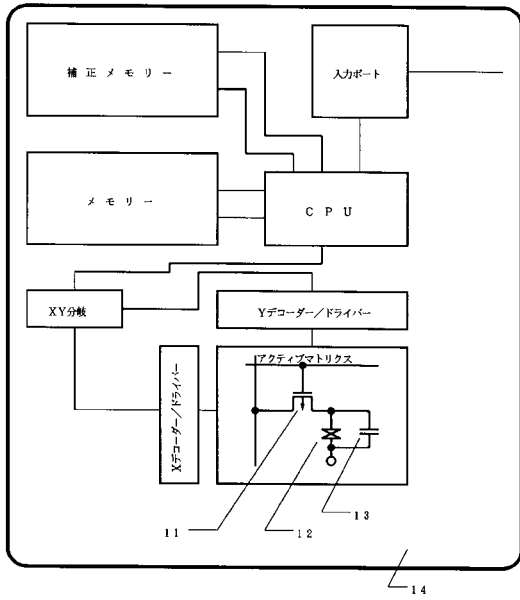 補正メモリー
入力ポート
メモリー
CPU
XY分岐
Yデコーダー/ドライバー
Xデコーダー/ドライバー
アクティブマトリクス
11
12
13
14